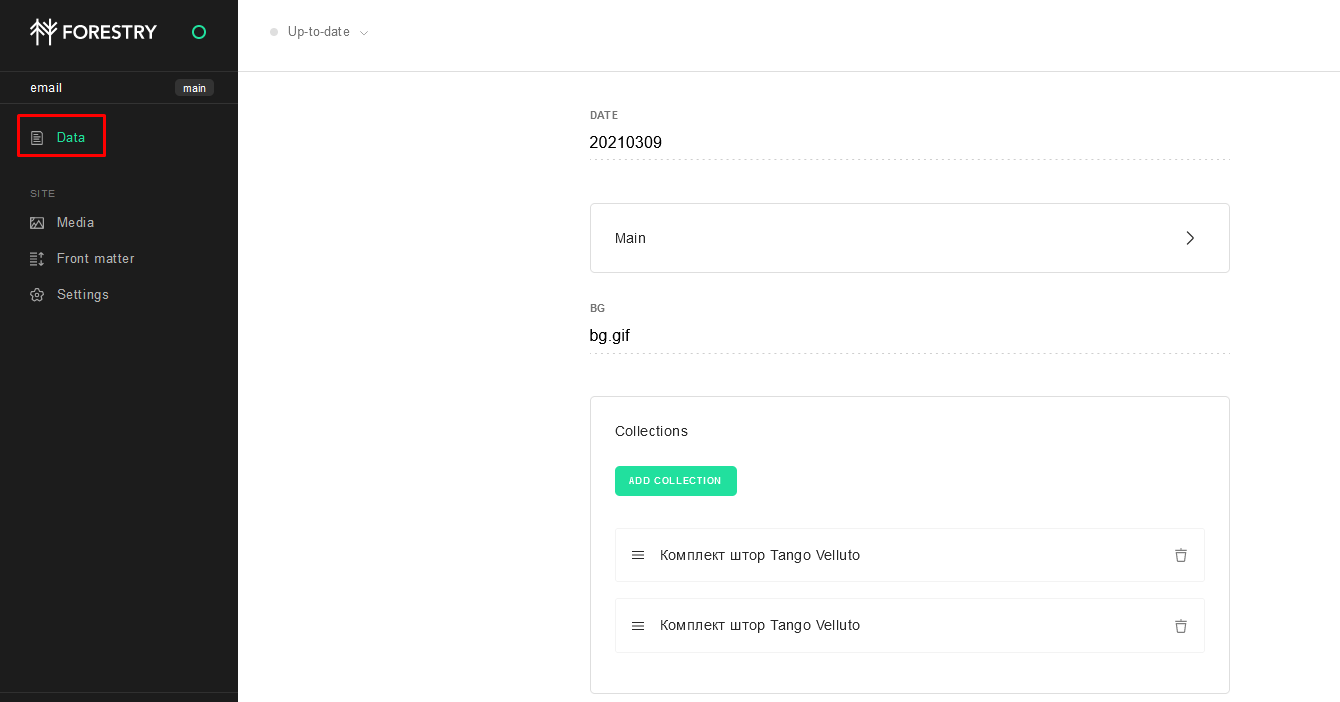 FORESTRY
email
main
Data
SITE
Media
Front matter
Settings
Up-to-date
DATE
20210309
Main
BG
bg.gif
Collections
ADD COLLECTION
Комплект штор Tango Velluto
Комплект штор Tango Velluto